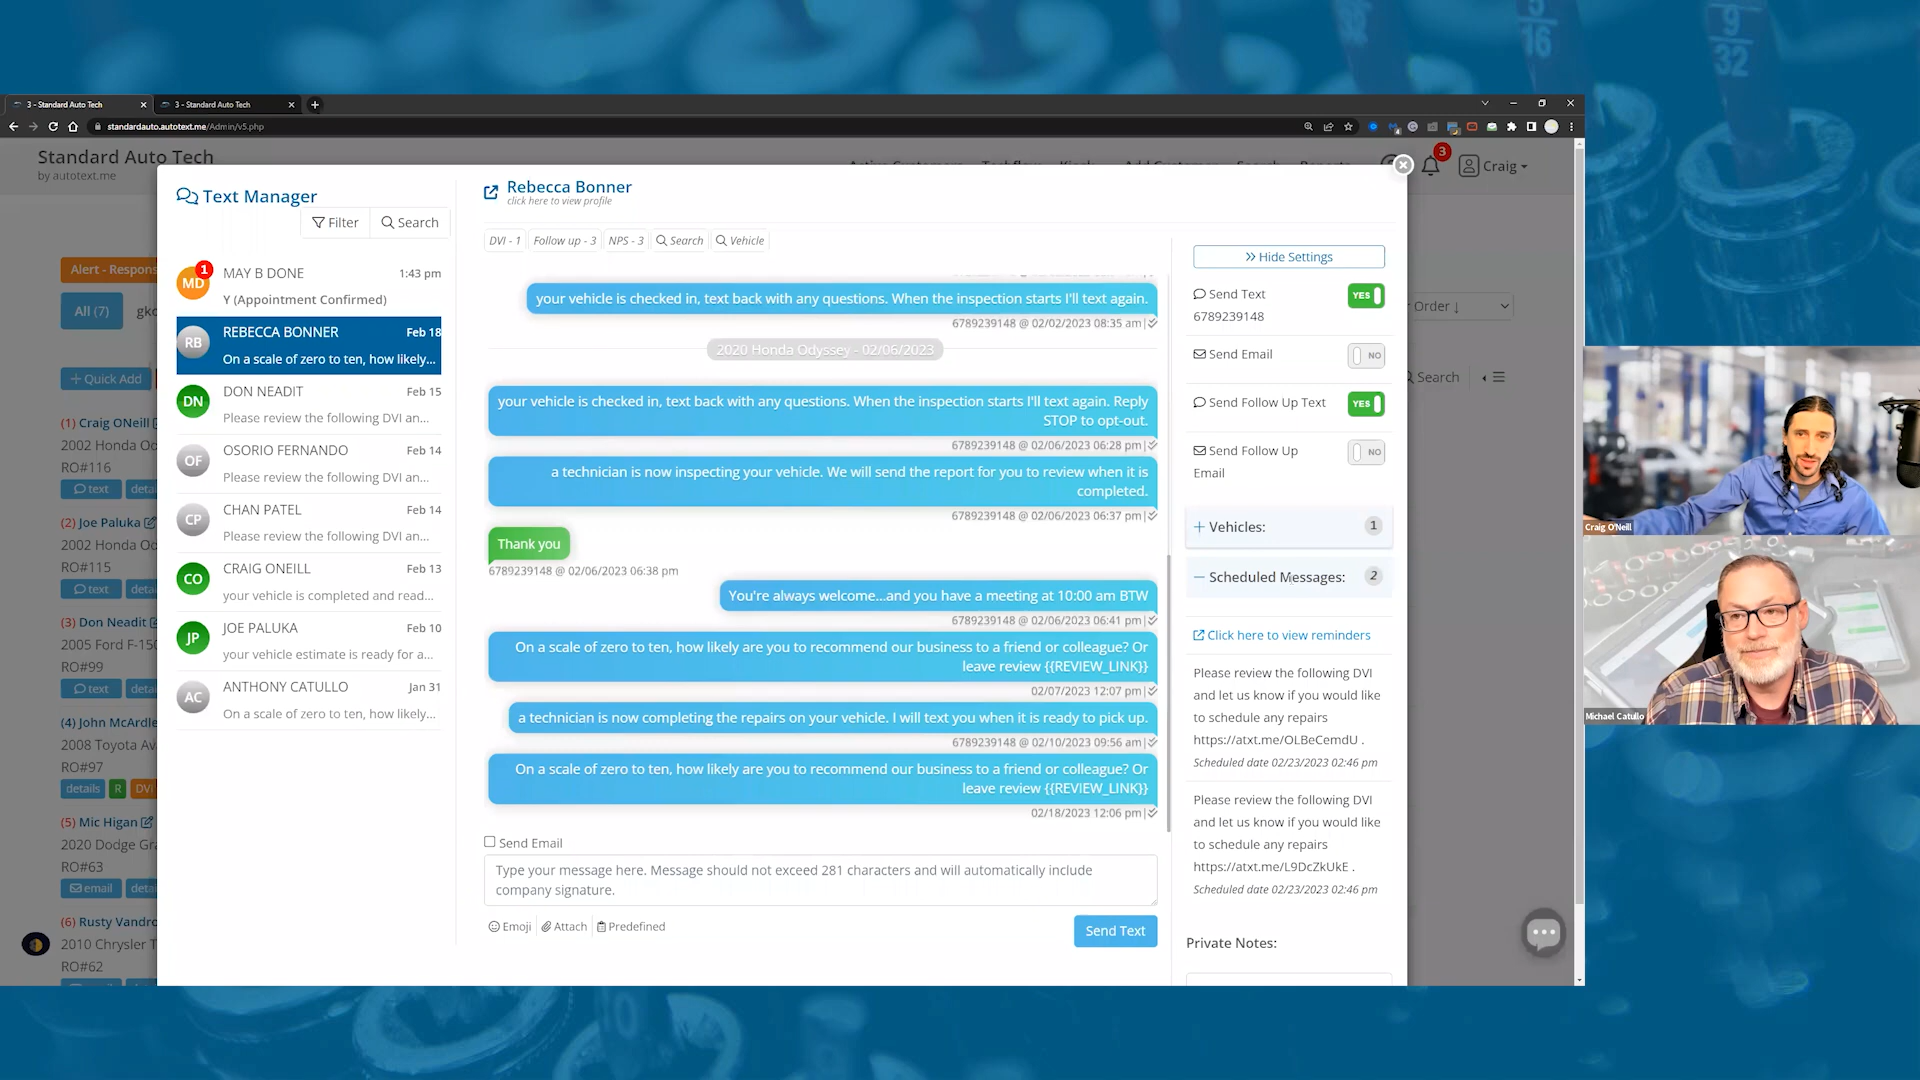 5
16
9
32
3 - Standard Auto Tech
3 - Standard Auto Tech
standardauto.autotext.me/Admin/v5.php
Standard Auto Tech
by autotext.me
3
Craig
Text Manager
Filter
Search
Alert - Respons
All (7)
Order ↓
Quick Add
Search
(1) Craig ONeill
2002 Honda Od
RO#116
text
detai
(2) Joe Paluka
2002 Honda Od
RO#115
text
detai
(3) Don Neadit
2005 Ford F-150
RO#99
text
detai
(4) John McArdle
2008 Toyota Ava
RO#97
details
R
DVI
(5) Mic Higan
2020 Dodge Gra
RO#63
email
detai
(6) Rusty Vandro
2010 Chrysler T
RO#62
MD
1
MAY B DONE
1:43 pm
Y (Appointment Confirmed)
RB
REBECCA BONNER
Feb 18
On a scale of zero to ten, how likely...
DN
DON NEADIT
Feb 15
Please review the following DVI an...
OF
OSORIO FERNANDO
Feb 14
Please review the following DVI an...
CP
CHAN PATEL
Feb 14
Please review the following DVI an...
CO
CRAIG ONEILL
Feb 13
your vehicle is completed and read...
JP
JOE PALUKA
Feb 10
your vehicle estimate is ready for a...
AC
ANTHONY CATULLO
Jan 31
On a scale of zero to ten, how likely...
Rebecca Bonner
click here to view profile
DVI - 1
Follow up - 3
NPS - 3
Search
Vehicle
your vehicle is checked in, text back with any questions. When the inspection starts I'll text again.
6789239148 @ 02/02/2023 08:35 am|
2020 Honda Odyssey - 02/06/2023
your vehicle is checked in, text back with any questions. When the inspection starts I'll text again. Reply
STOP to opt-out.
6789239148 @ 02/06/2023 06:28 pm|
a technician is now inspecting your vehicle. We will send the report for you to review when it is
completed.
6789239148 @ 02/06/2023 06:37 pm|
Thank you
6789239148 @ 02/06/2023 06:38 pm
You're always welcome...and you have a meeting at 10:00 am BTW
6789239148 @ 02/06/2023 06:41 pm|
On a scale of zero to ten, how likely are you to recommend our business to a friend or colleague? Or
leave review {{REVIEW_LINK}}
02/07/2023 12:07 pm|
a technician is now completing the repairs on your vehicle. I will text you when it is ready to pick up.
6789239148 @ 02/10/2023 09:56 am|
On a scale of zero to ten, how likely are you to recommend our business to a friend or colleague? Or
leave review {{REVIEW_LINK}}
02/18/2023 12:06 pm|
Send Email
Type your message here. Message should not exceed 281 characters and will automatically include
company signature.
Emoji
Attach
Predefined
Send Text
Hide Settings
Send Text
6789239148
YES
Send Email
NO
Send Follow Up Text
YES
Send Follow Up
Email
NO
Vehicles:
1
Scheduled Messages:
2
Click here to view reminders
Please review the following DVI
and let us know if you would like
to schedule any repairs
https://atxt.me/OLBeCemdU .
Scheduled date 02/23/2023 02:46 pm
Please review the following DVI
and let us know if you would like
to schedule any repairs
https://atxt.me/L9DcZkUkE .
Scheduled date 02/23/2023 02:46 pm
Private Notes:
Craig O'Neill
Michael Catullo